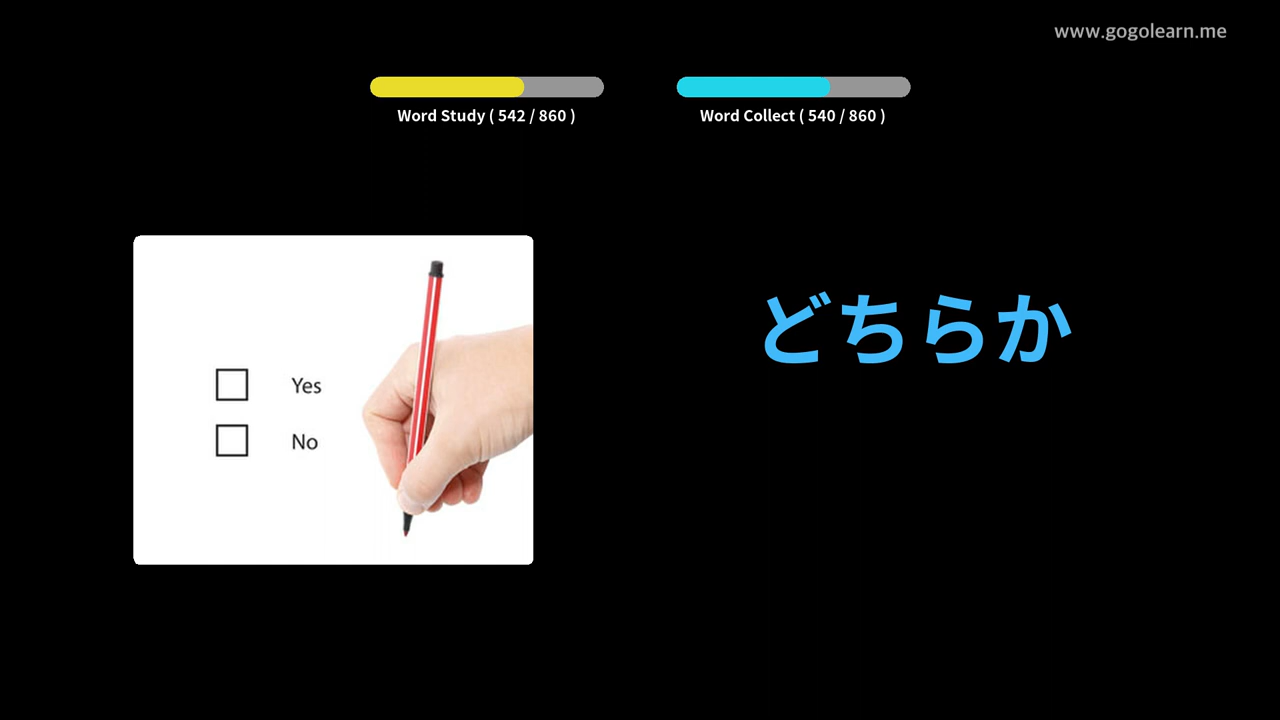 www.gogolearn.me
Word Study ( 542 / 860 )
Word Collect ( 540 / 860 )
どちらか
Yes
No